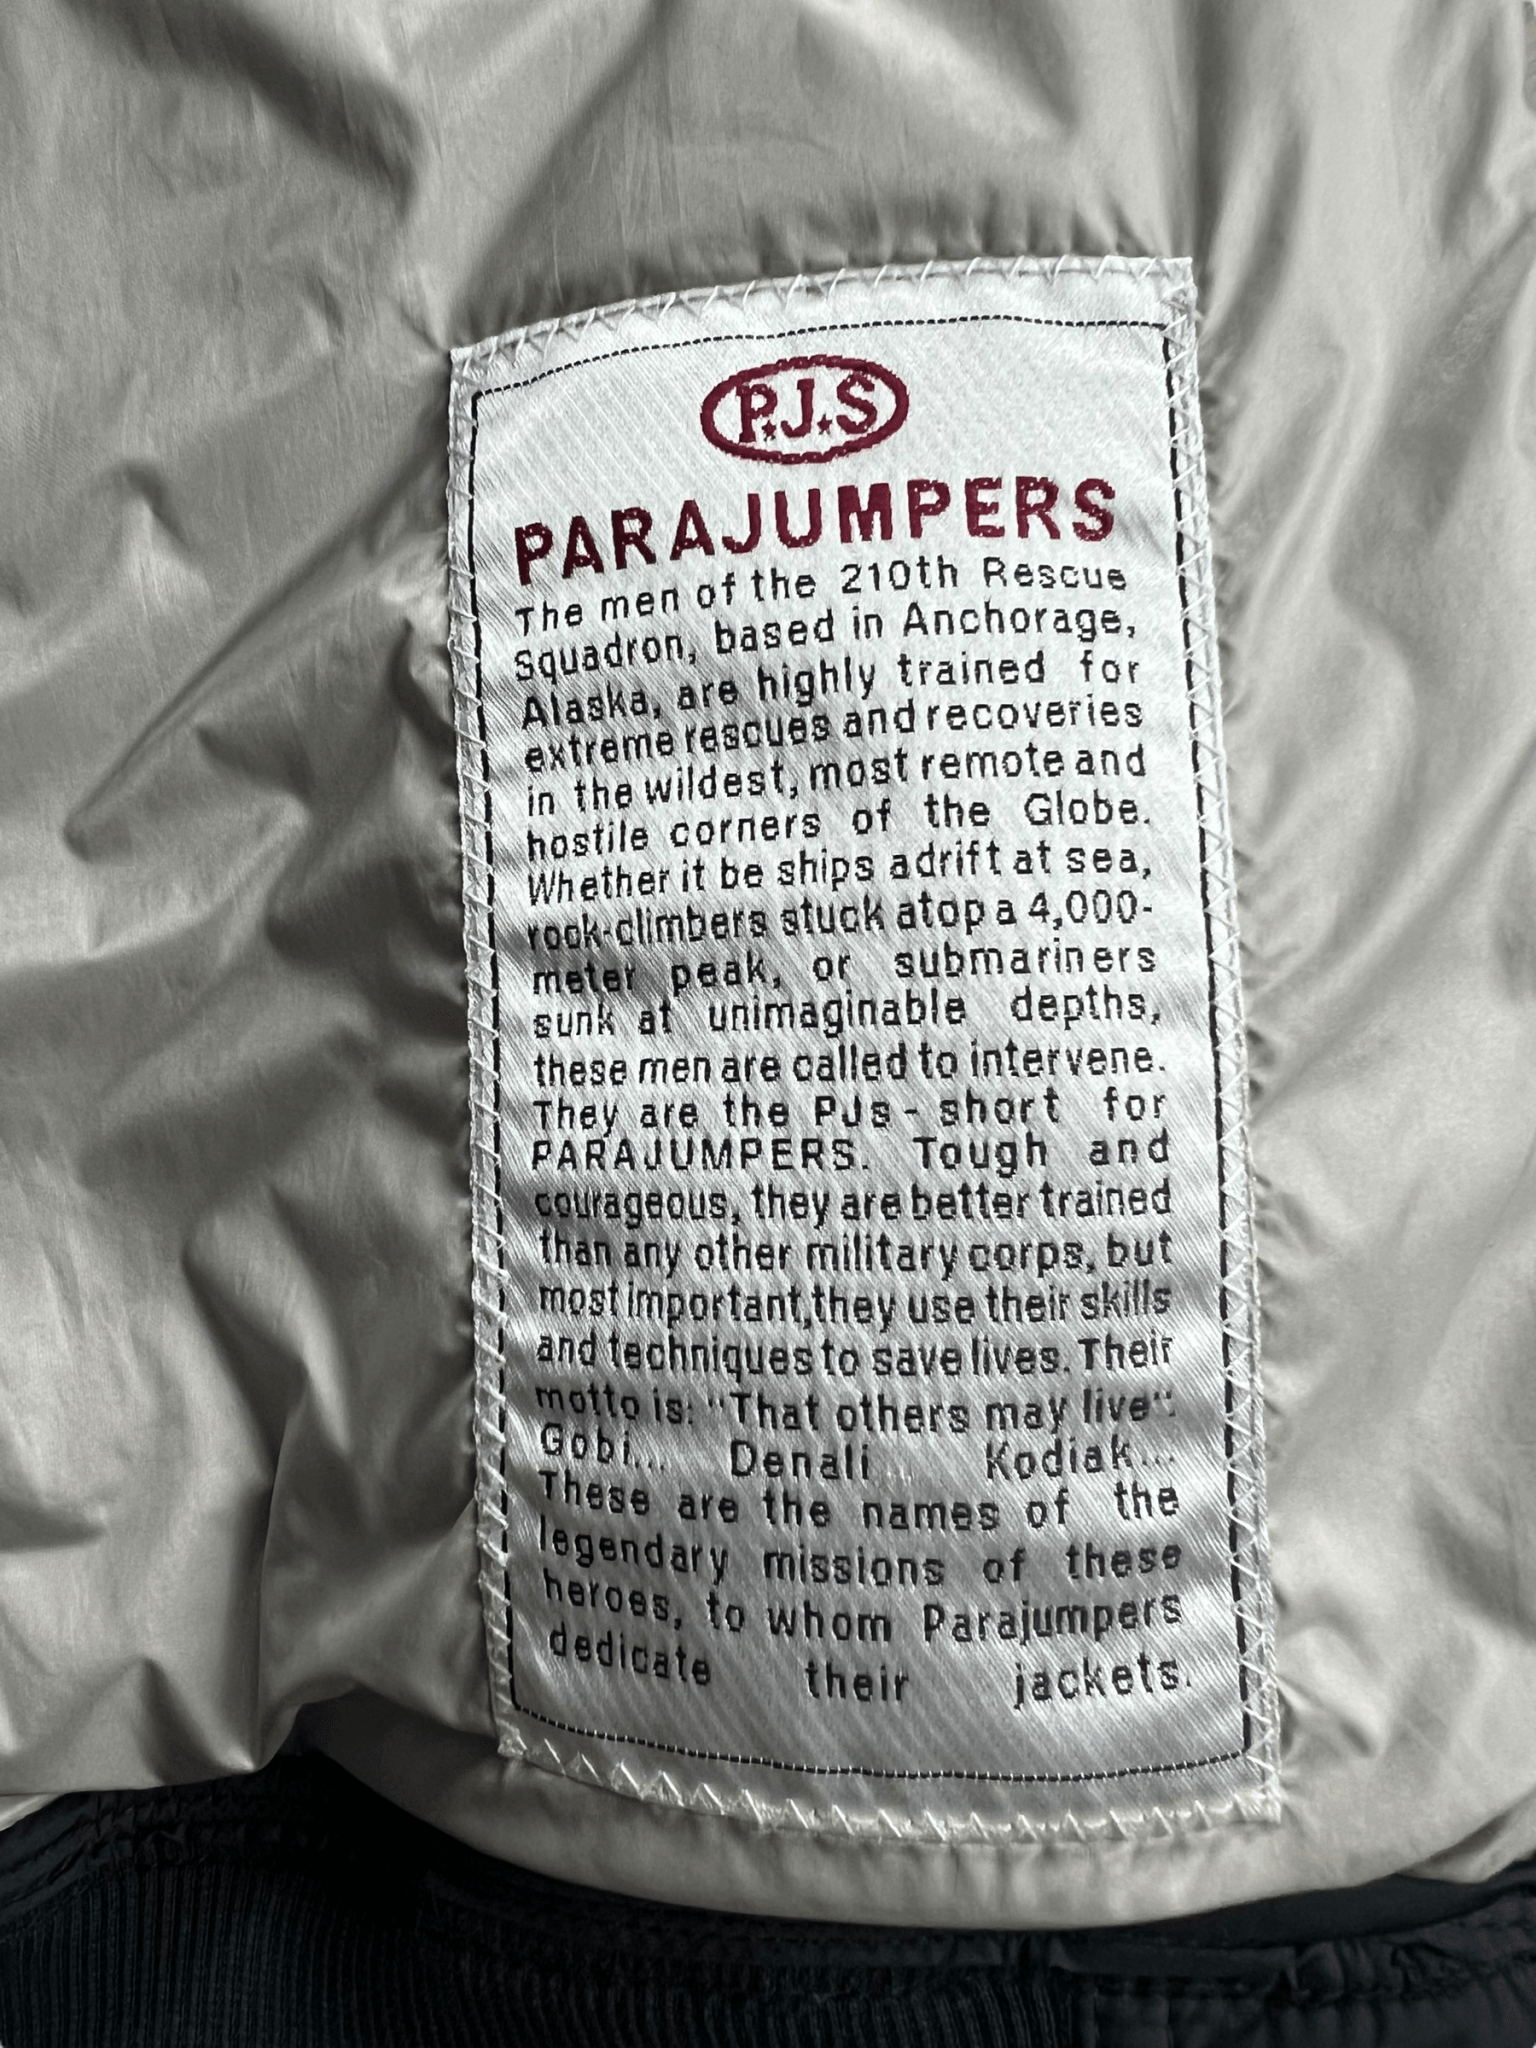 P.J.S
PARAJUMPERS
The men of the 210th Rescue
Squadron, based in Anchorage,
Alaska, are highly trained for
extreme rescues and recoveries
in the wildest, most remote and
hostile corners of the Globe.
Whether it be ships adrift at sea,
rock-climbers stuck atop a 4,000-
meter peak, or submariners
sunk at unimaginable depths,
these men are called to intervene.
They are the PJs - short for
PARAJUMPERS. Tough and
courageous, they are better trained
than any other military corps, but
most important,they use their skills
and techniques to save lives. Their
motto is: "That others may live".
Gobi... Denali... Kodiak...
These are the names of the
legendary missions of these
heroes, to whom Parajumpers
dedicate their jackets.